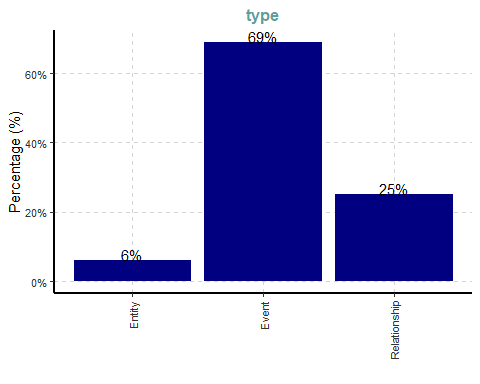 type
69%
60%
40%
25%
20%
6%
0%
Percentage (%)
Entity
Event
Relationship